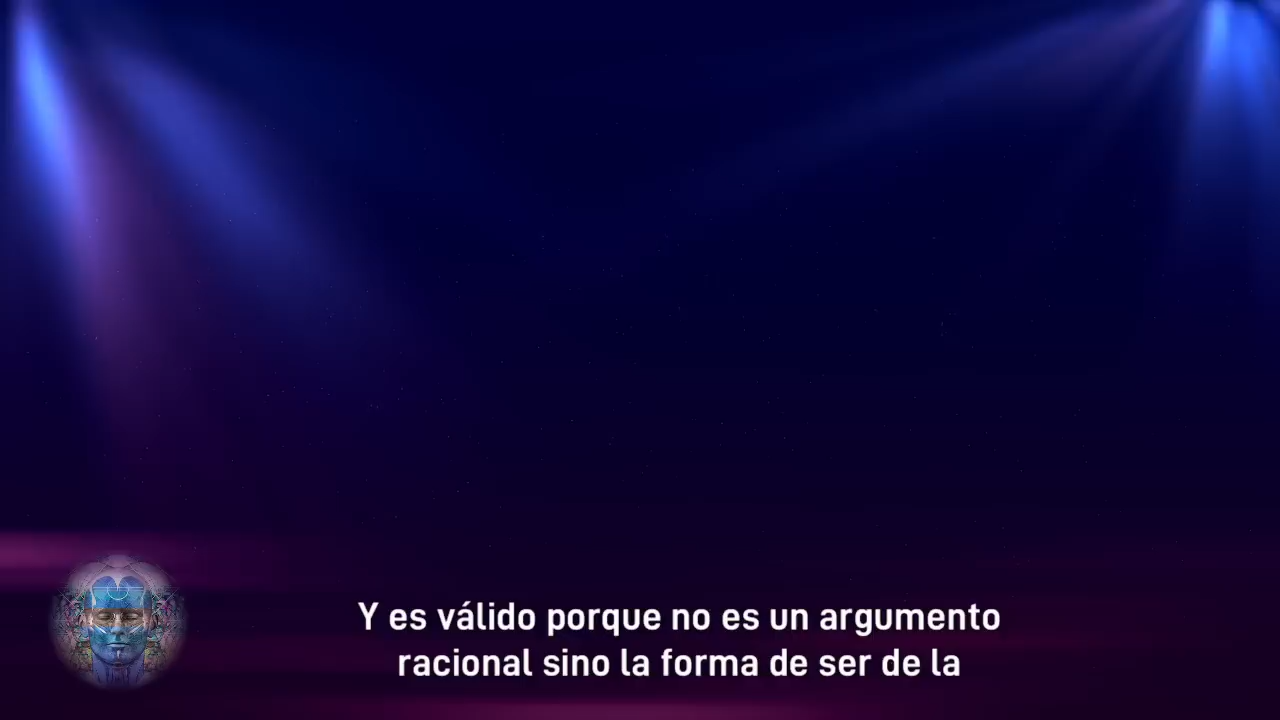 Y es válido porque no es un argumento
racional sino la forma de ser de la